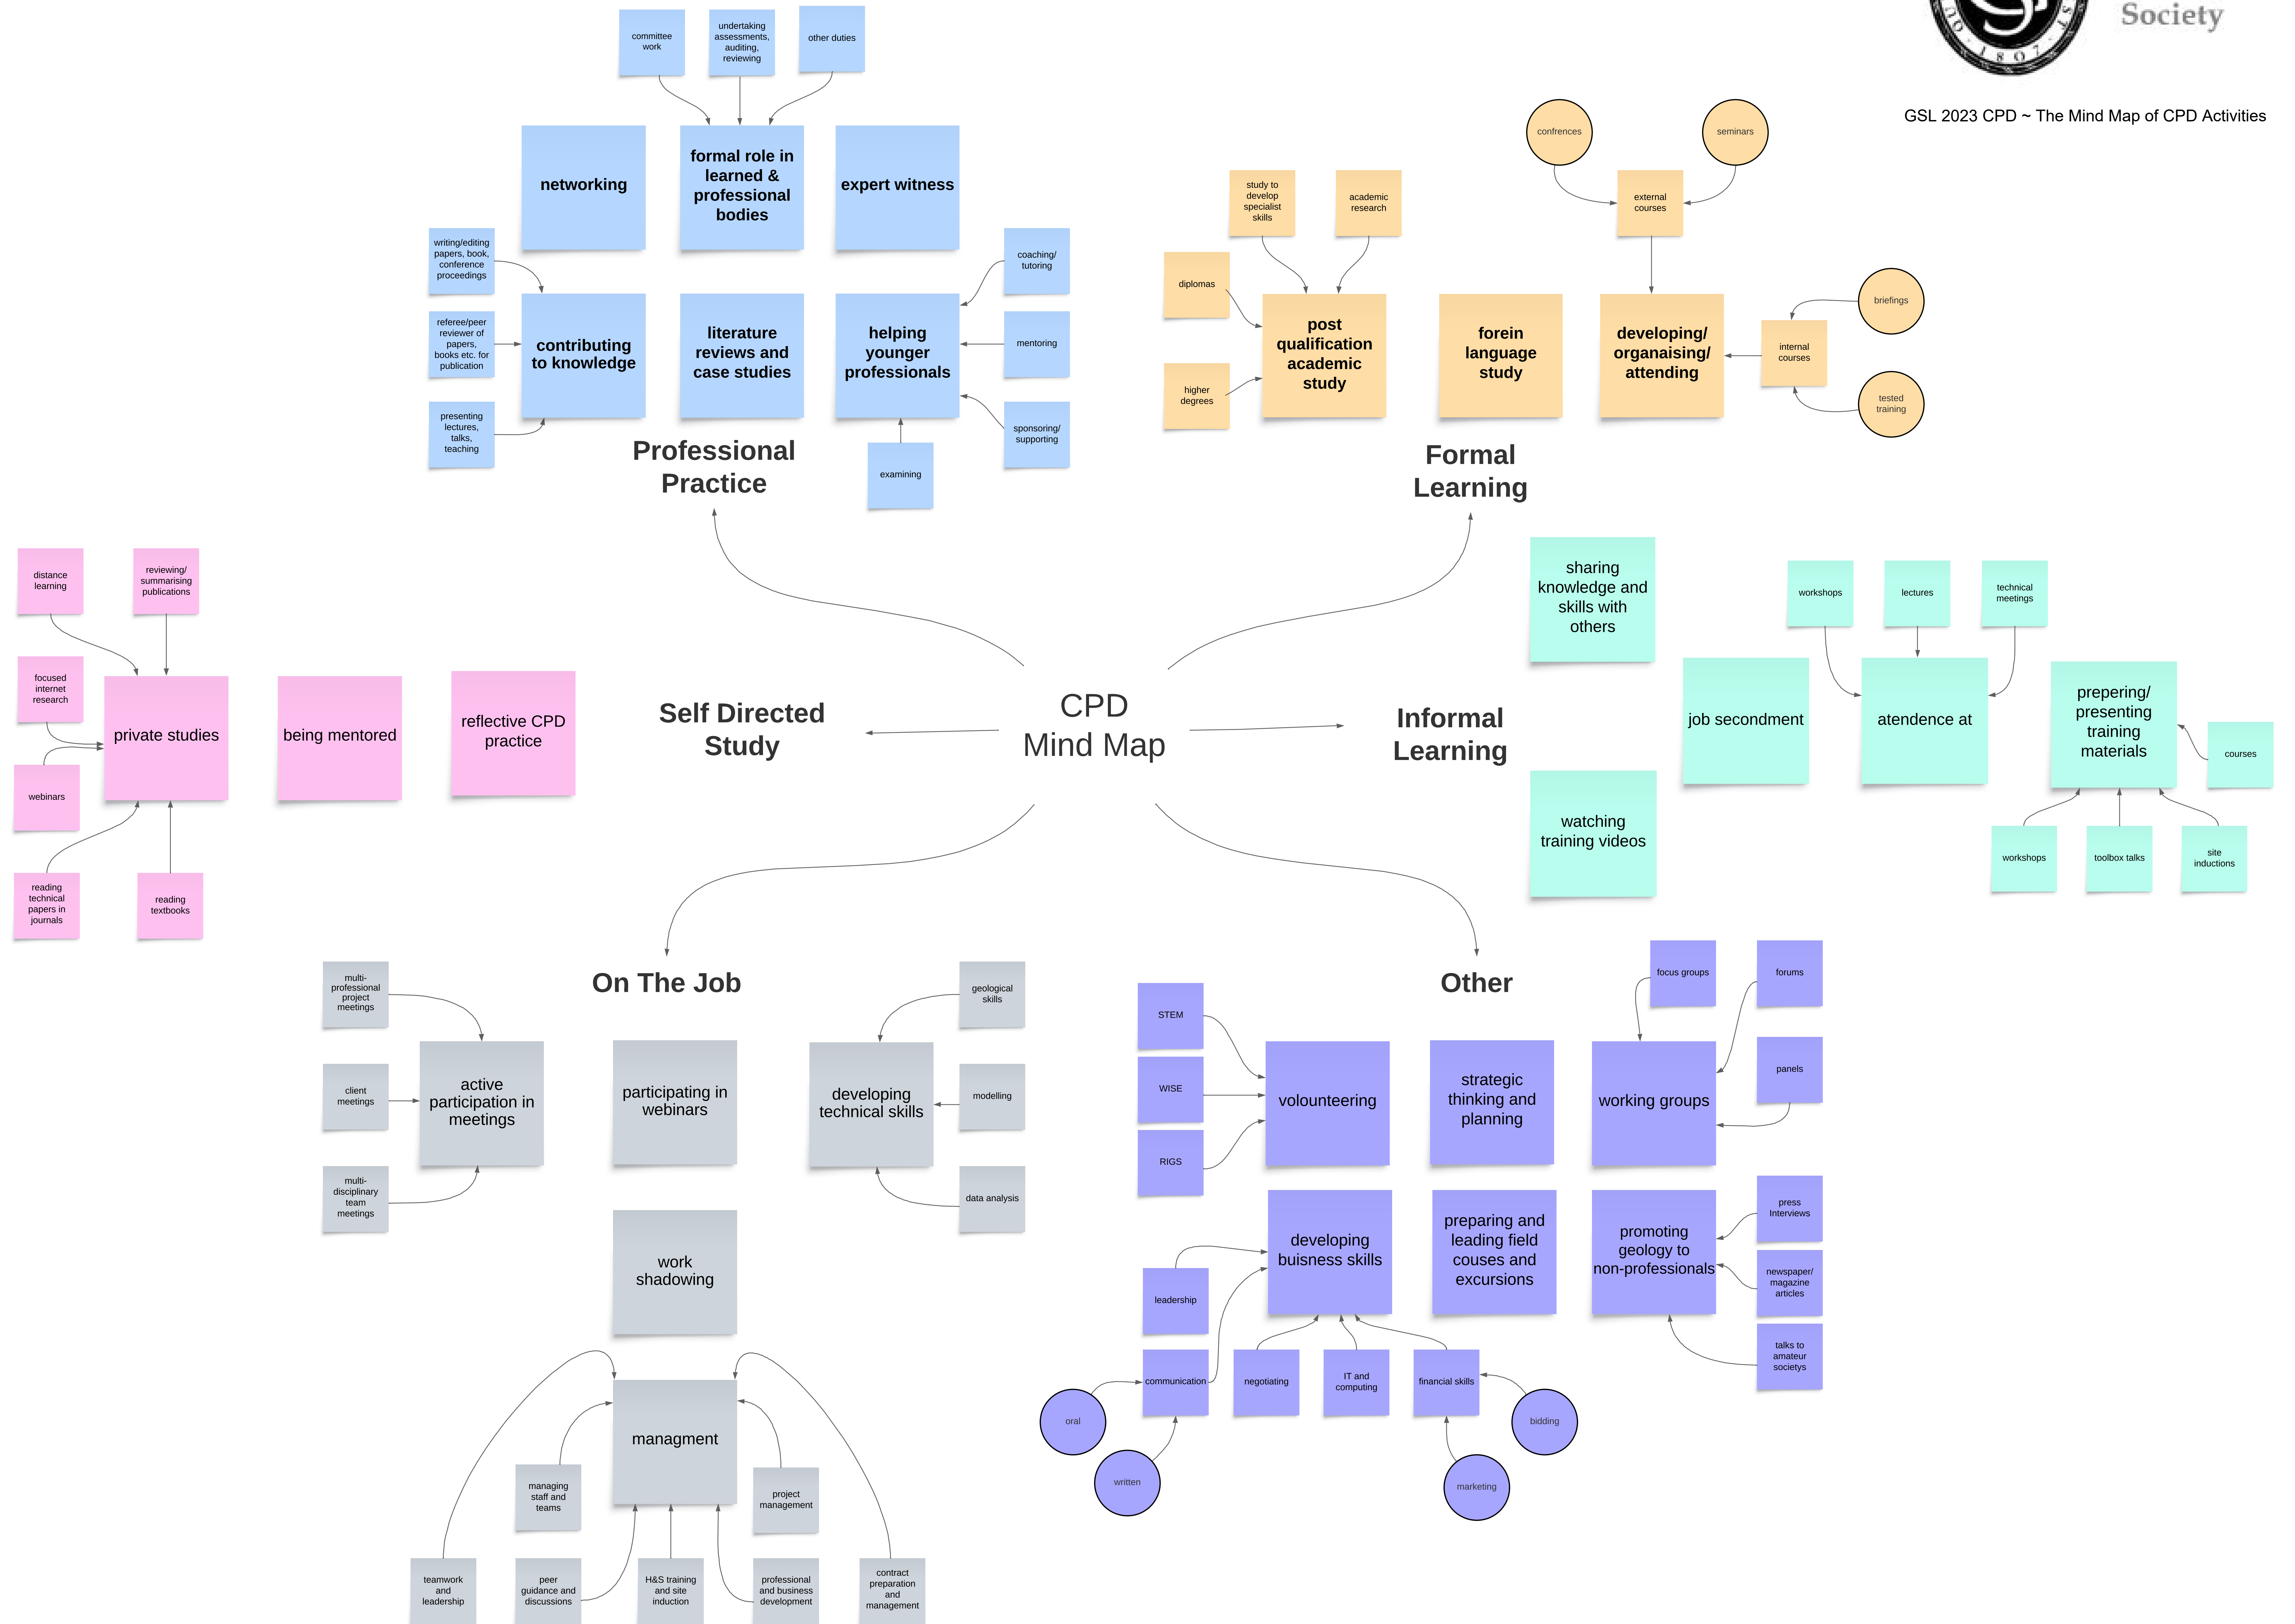 Society
1807
GSL 2023 CPD ~ The Mind Map of CPD Activities
committee
work
undertaking
assessments,
auditing,
reviewing
other duties
networking
formal role in
learned &
professional
bodies
expert witness
writing/editing
papers, book,
conference
proceedings
referee/peer
reviewer of
papers,
books etc. for
publication
presenting
lectures,
talks,
teaching
contributing
to knowledge
literature
reviews and
case studies
helping
younger
professionals
coaching/
tutoring
mentoring
sponsoring/
supporting
examining
Professional
Practice
confrences
seminars
external
courses
study to
develop
specialist
skills
academic
research
diplomas
higher
degrees
post
qualification
academic
study
forein
language
study
developing/
organaising/
attending
internal
courses
briefings
tested
training
Formal
Learning
distance
learning
reviewing/
summarising
publications
focused
internet
research
webinars
reading
technical
papers in
journals
reading
textbooks
private studies
being mentored
reflective CPD
practice
Self Directed
Study
CPD
Mind Map
Informal
Learning
sharing
knowledge and
skills with
others
job secondment
watching
training videos
workshops
lectures
technical
meetings
atendence at
prepering/
presenting
training
materials
courses
workshops
toolbox talks
site
inductions
On The Job
multi-
professional
project
meetings
client
meetings
multi-
disciplinary
team
meetings
active
participation in
meetings
participating in
webinars
developing
technical skills
geological
skills
modelling
data analysis
work
shadowing
managment
managing
staff and
teams
project
management
teamwork
and
leadership
peer
guidance and
discussions
H&S training
and site
induction
professional
and business
development
contract
preparation
and
management
Other
STEM
WISE
RIGS
volounteering
strategic
thinking and
planning
working groups
focus groups
forums
panels
developing
buisness skills
preparing and
leading field
couses and
excursions
promoting
geology to
non-professionals
press
Interviews
newspaper/
magazine
articles
talks to
amateur
societys
leadership
communication
negotiating
IT and
computing
financial skills
oral
written
bidding
marketing